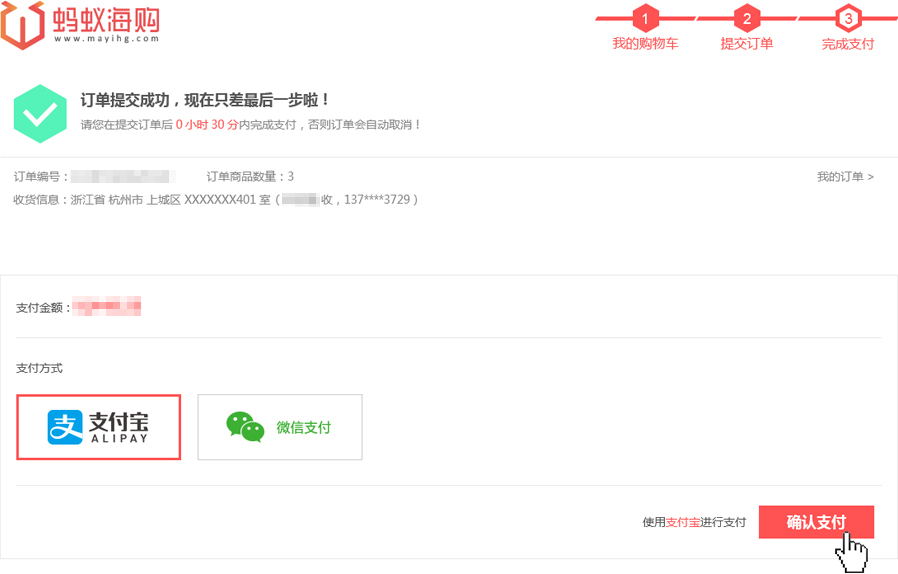 蚂蚁海购
www.mayihg.com
1 2 3
我的购物车 提交订单 完成支付
订单提交成功，现在只差最后一步啦！
请您在提交订单后 0 小时 30 分内完成支付，否则订单会自动取消！
订单编号： 订单商品数量：3 我的订单 >
收货信息：浙江省 杭州市 上城区 XXXXXXX401 室（ 收，137****3729 ）
支付金额：
支付方式
支 支付宝 微信支付
ALIPAY
使用支付宝进行支付 确认支付